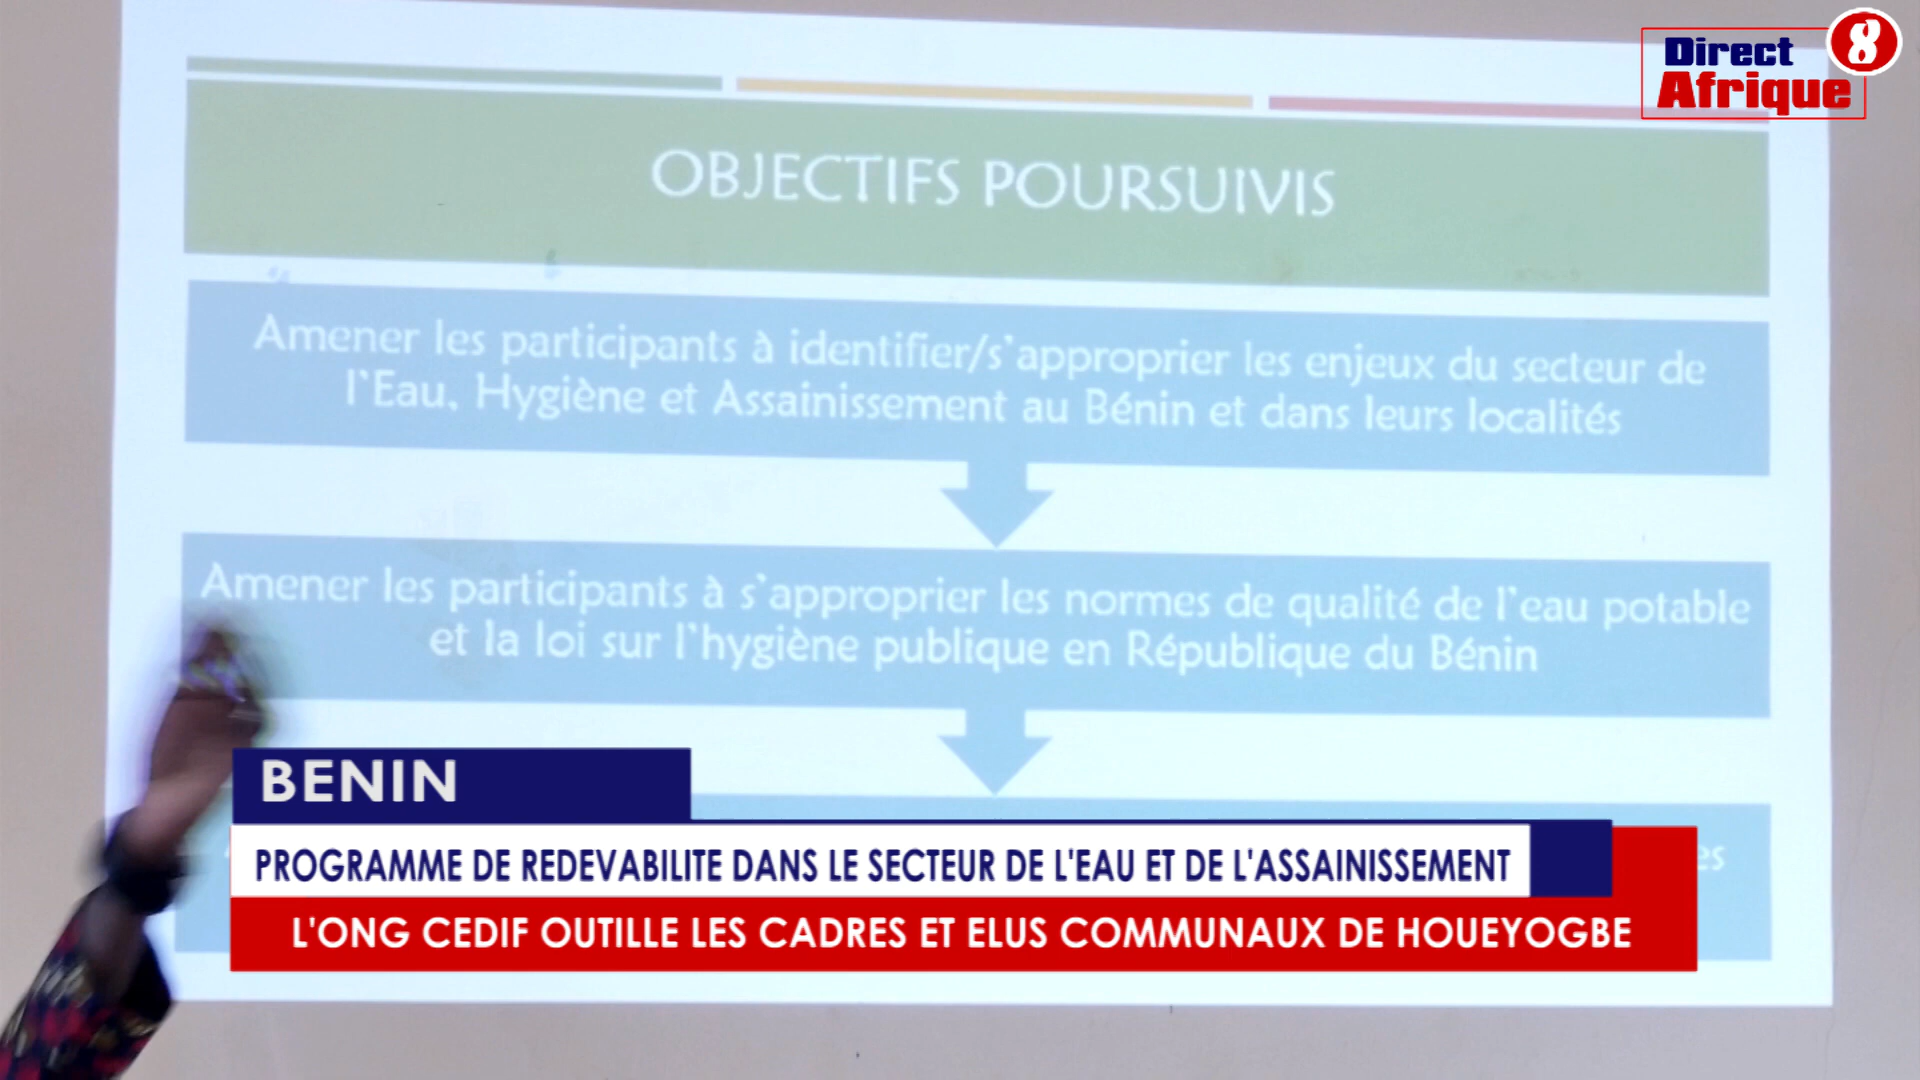 Direct 8
Afrique
OBJECTIFS POURSUIVIS
Amener les participants à identifier/s'approprier les enjeux du secteur de
l'Eau, Hygiène et Assainissement au Bénin et dans leurs localités
Amener les participants à s'approprier les normes de qualité de l'eau potable
et la loi sur l'hygiène publique en République du Bénin
BENIN
PROGRAMME DE REDEVABILITE DANS LE SECTEUR DE L'EAU ET DE L'ASSAINISSEMENT
L'ONG CEDIF OUTILLE LES CADRES ET ELUS COMMUNAUX DE HOUEYOGBE